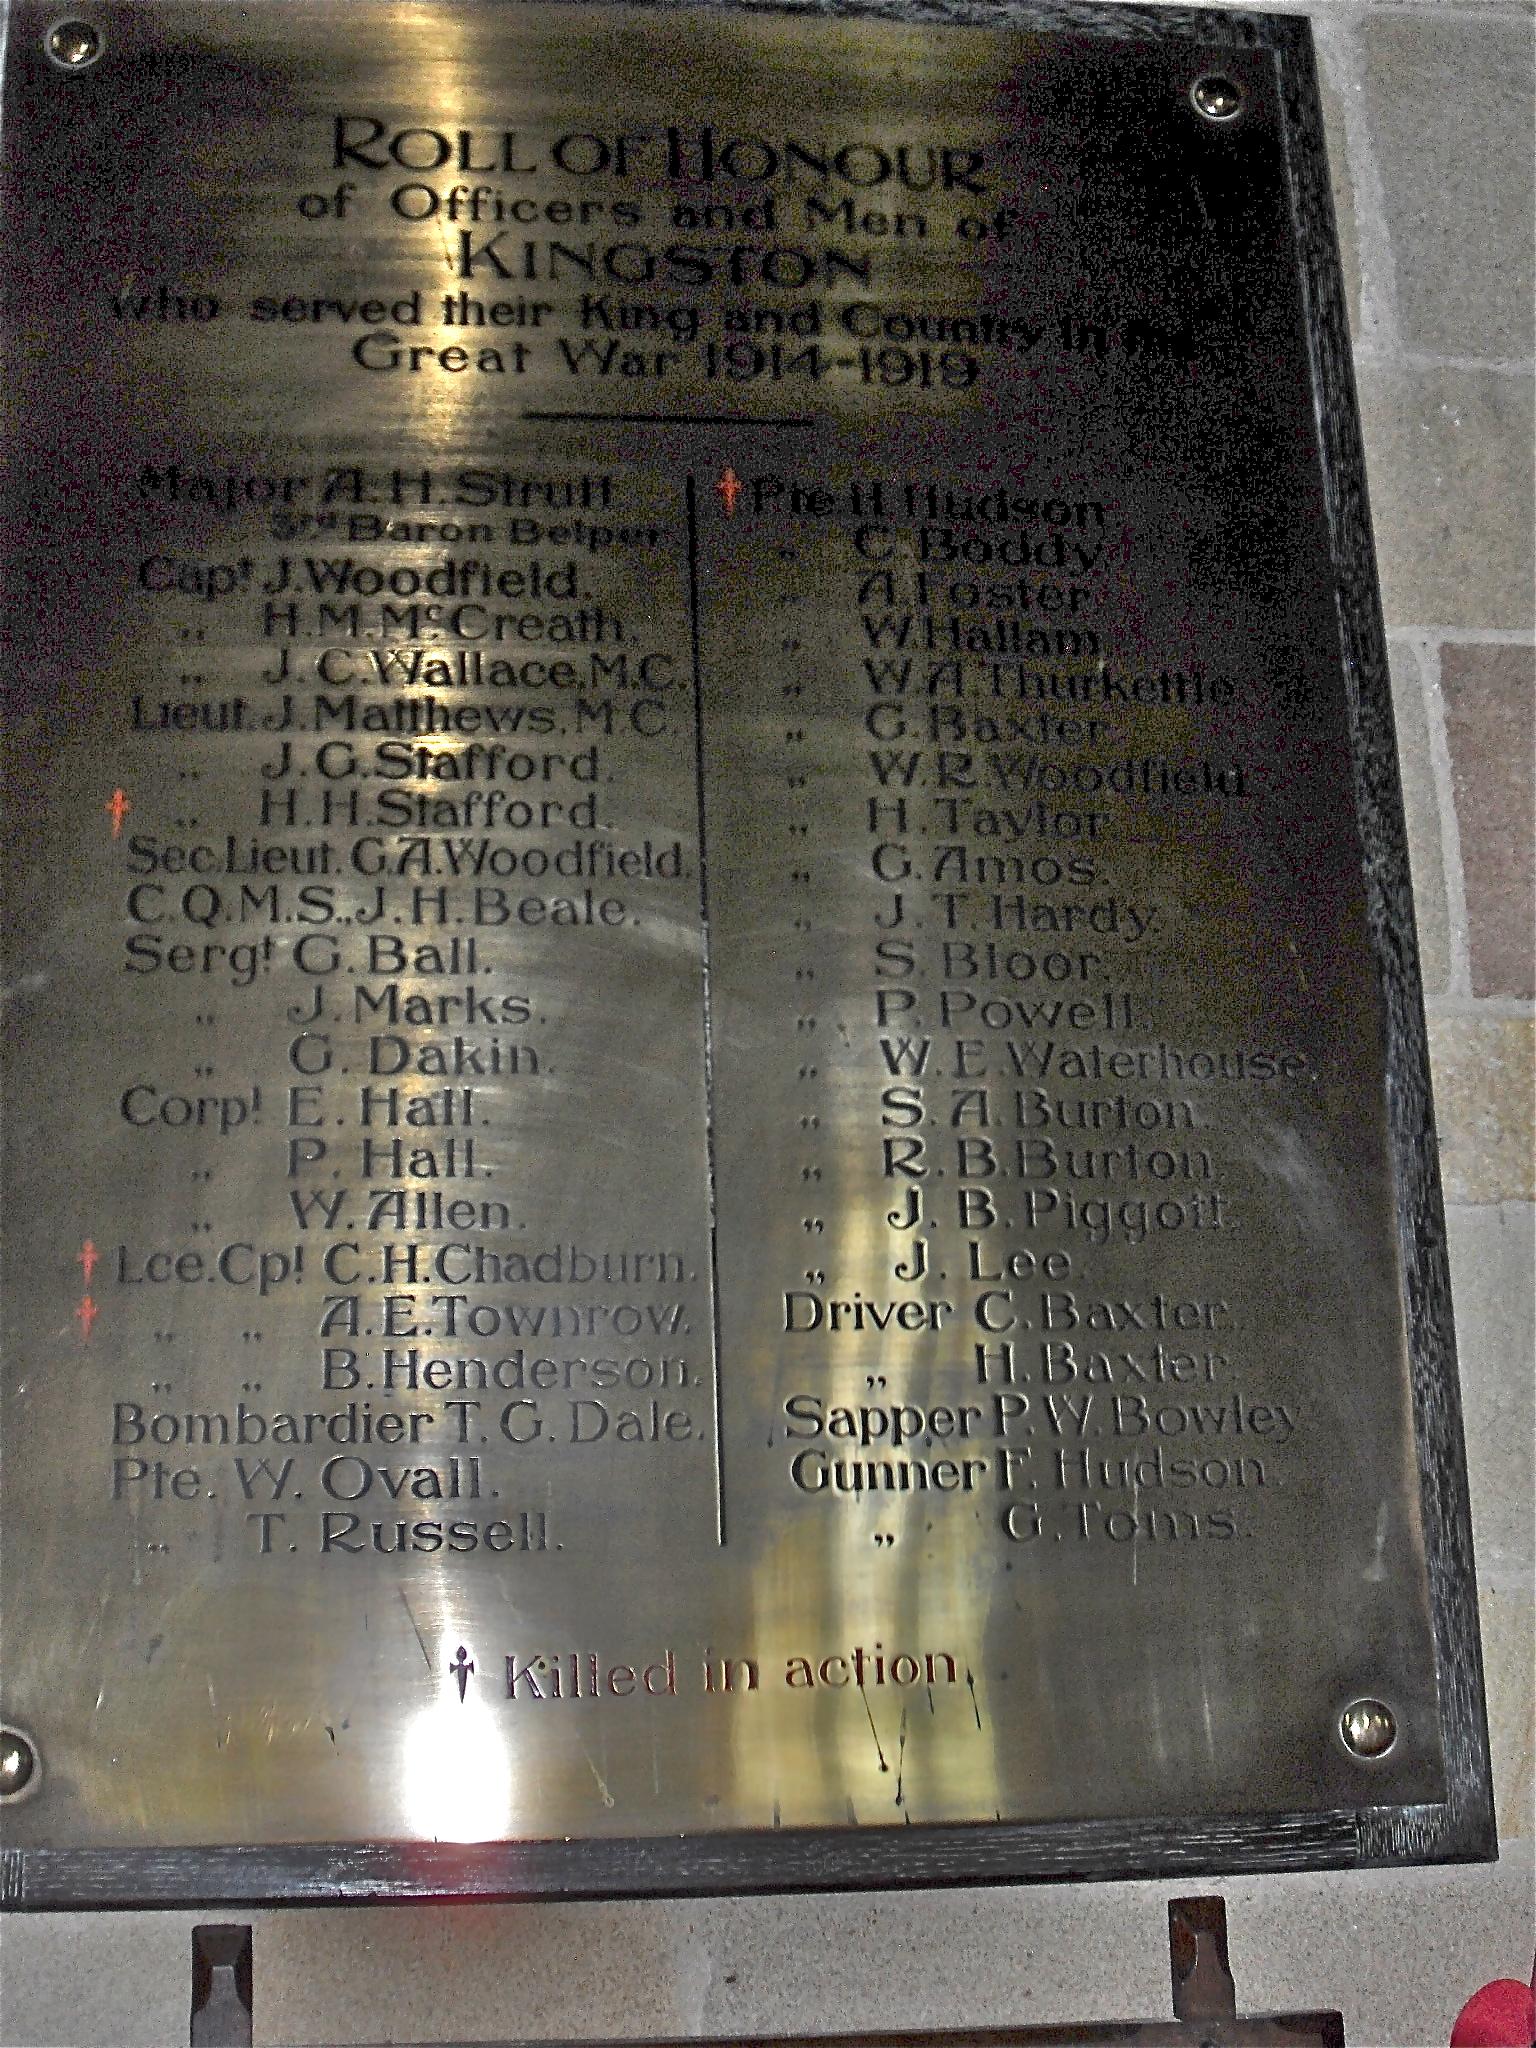 ROLL OF HONOUR
of Officers and Men of
KINGSTON
who served their King and Country in the
Great War 1914-1919
Major A.H. Strutt
3rd Baron Belper.
Capt J. Woodfield.
„ H.M. McCreath.
„ J.C. Wallace, M.C.
Lieut. J. Matthews, M.C.
„ J.G. Stafford.
† „ H.H. Stafford.
Sec. Lieut. G.A. Woodfield.
C.Q.M.S., J.H. Beale.
Sergt G. Ball.
„ J. Marks.
„ G. Dakin.
Corpl E. Hall.
„ P. Hall.
„ W. Allen.
† Lce. Cpl C.H. Chadburn.
† „ „ A.E. Townrow.
„ „ B. Henderson.
Bombardier T.G. Dale.
Pte. W. Ovall.
„ T. Russell.
† Pte H. Hudson.
„ C. Boddy.
„ A. Foster.
„ W. Hallam.
„ W.A. Thurkettle.
„ G. Baxter.
„ W.R. Woodfield.
„ H. Taylor.
„ G. Amos.
„ J.T. Hardy.
„ S. Bloor.
„ P. Powell.
„ W.E. Waterhouse.
„ S.A. Burton.
„ R.B. Burton.
„ J.B. Piggott.
„ J. Lee.
Driver C. Baxter.
„ H. Baxter.
Sapper P.W. Bowley
Gunner F. Hudson.
„ G. Toms.
† Killed in action.